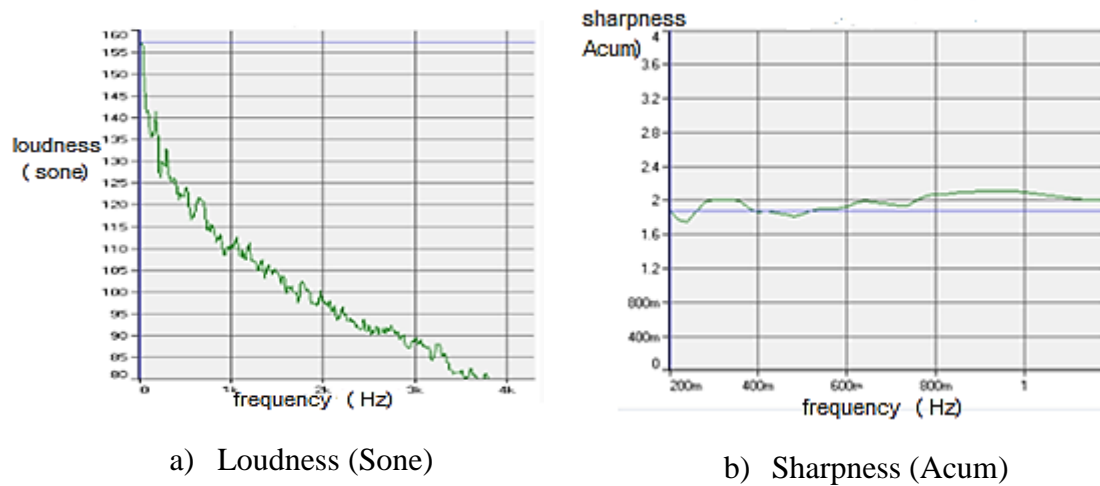 160
155
150
145
140
loudness 135
( sone) 130
125
120
115
110
105
100
95
90
85
80
0 1k 2k 3k 4k
frequency ( Hz)
a) Loudness (Sone)
sharpness
Acum)
4
3.6
3.2
2.8
2.4
2
1.6
1.2
800m
400m
0
200m 400m 600m 800m 1
frequency ( Hz)
b) Sharpness (Acum)